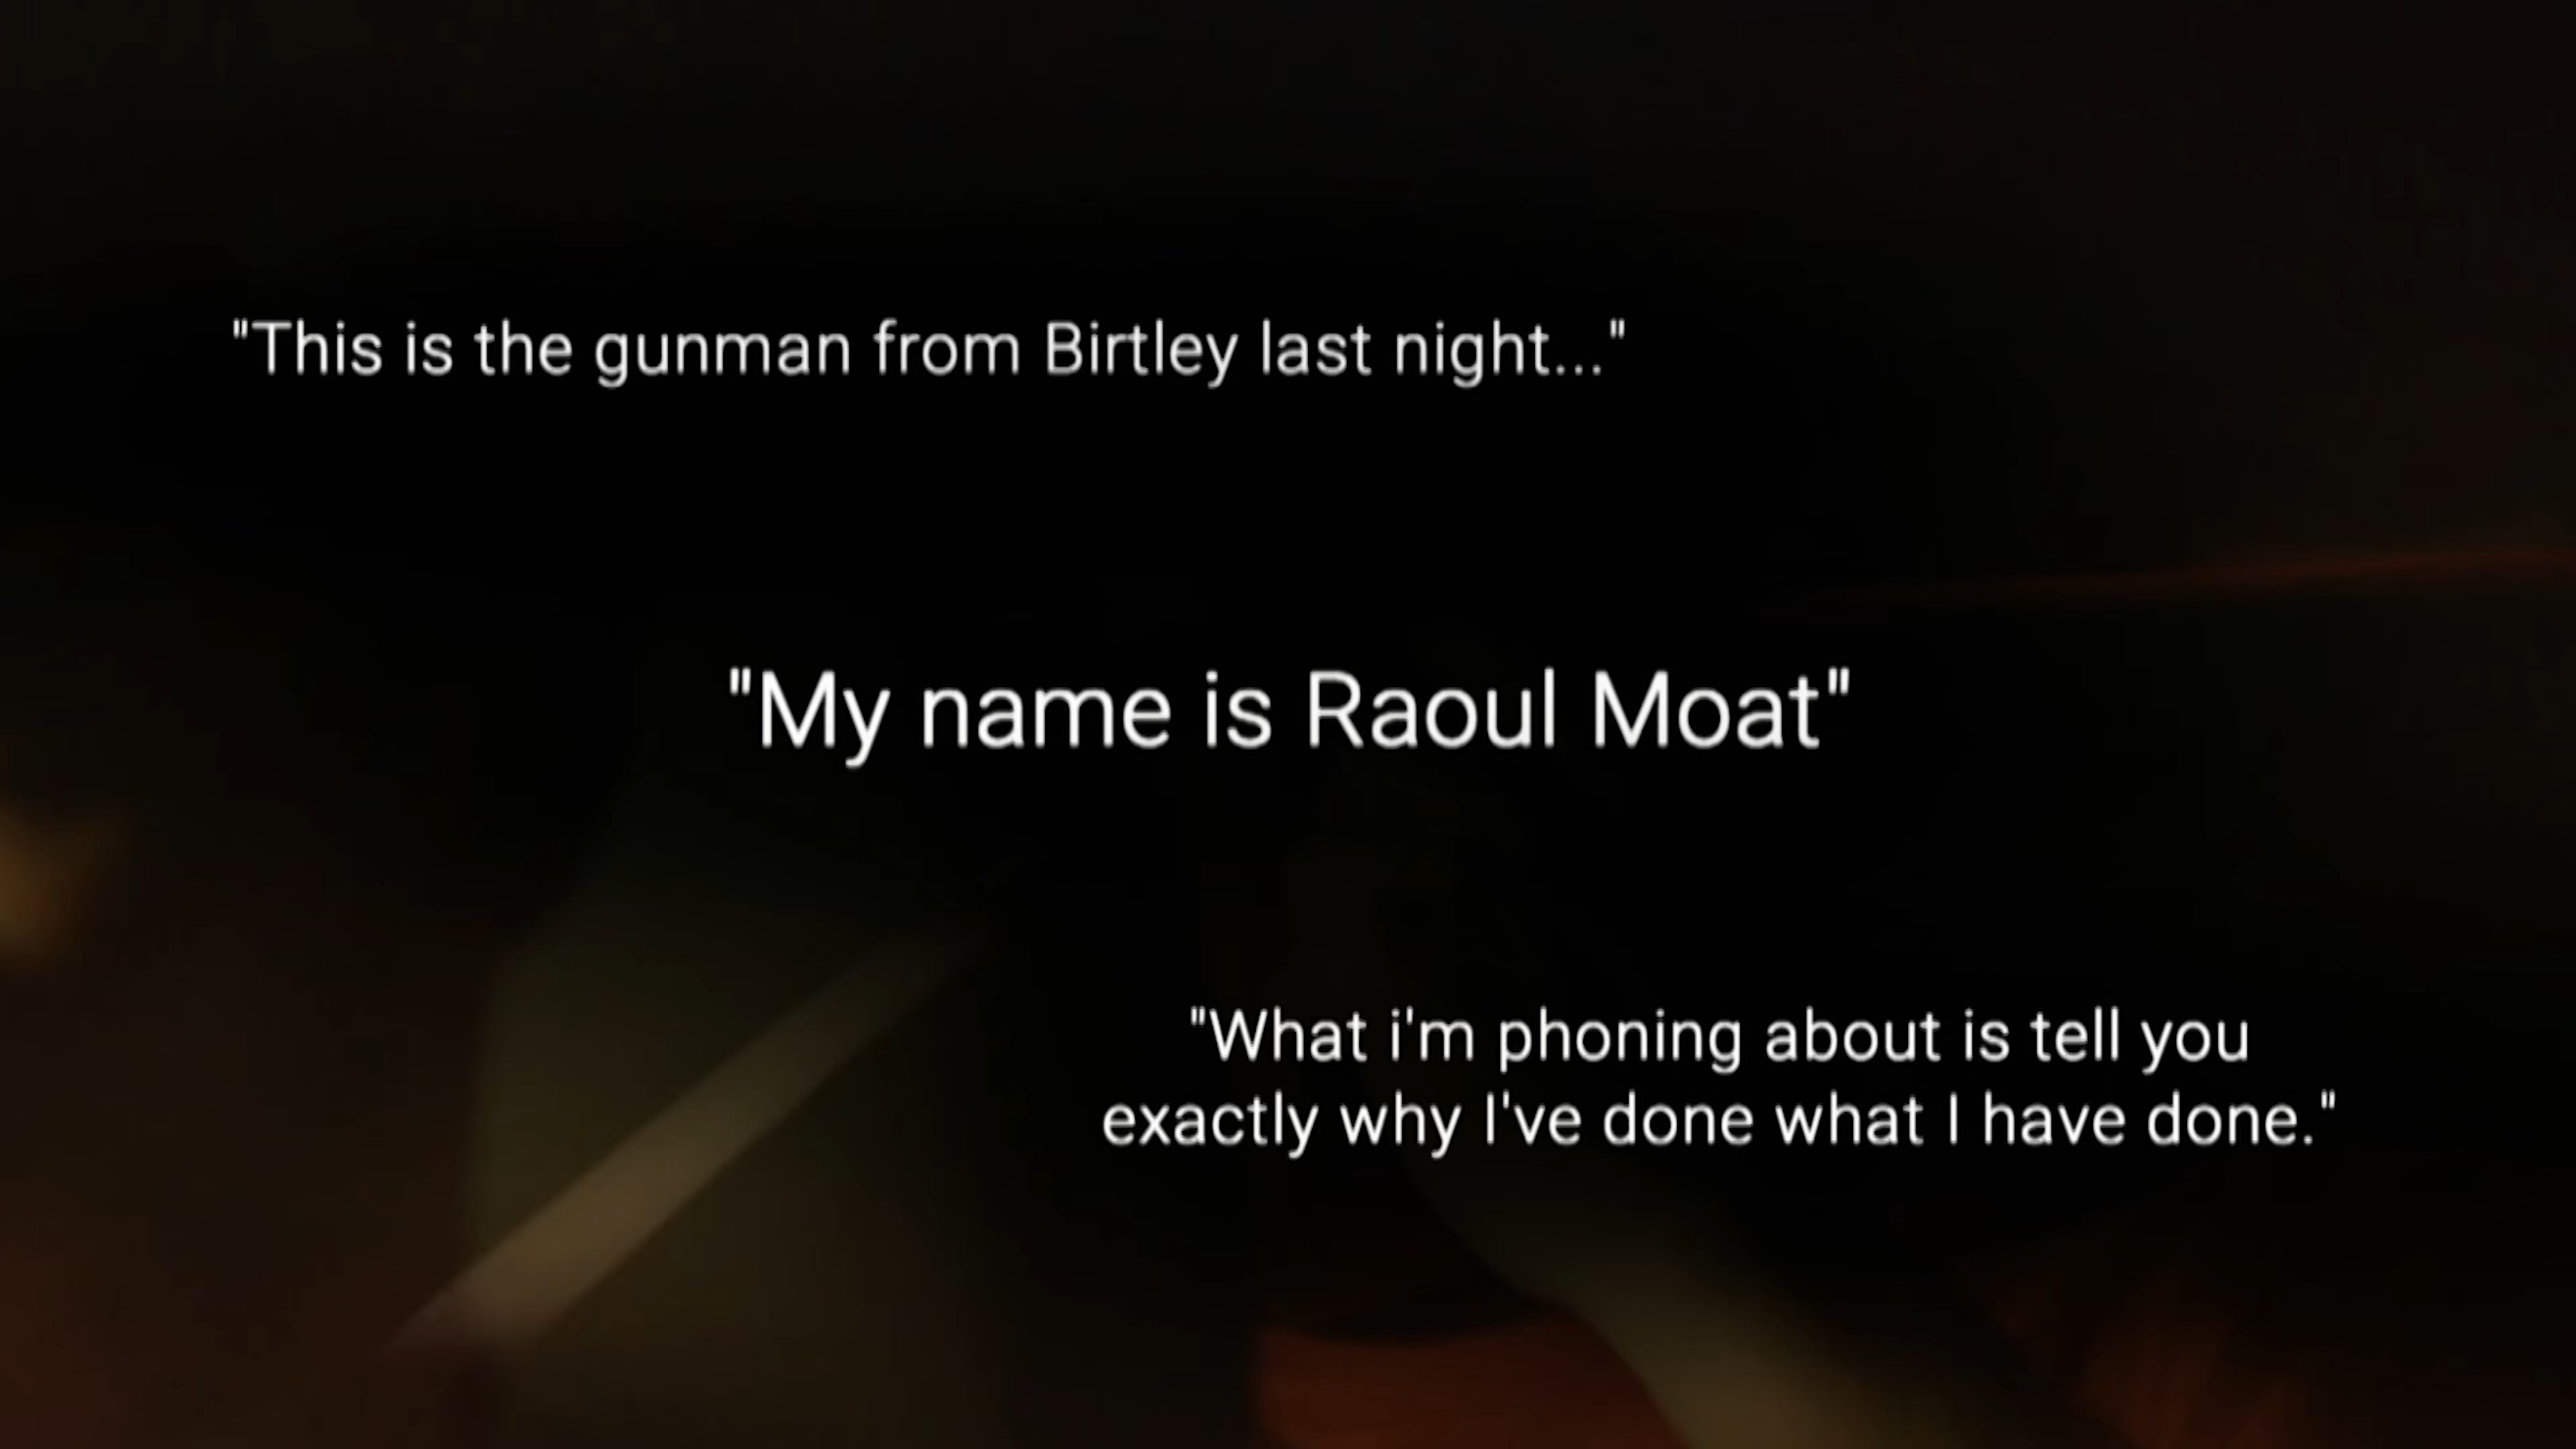 "This is the gunman from Birtley last night..."
"My name is Raoul Moat"
"What i'm phoning about is tell you
exactly why I've done what I have done."